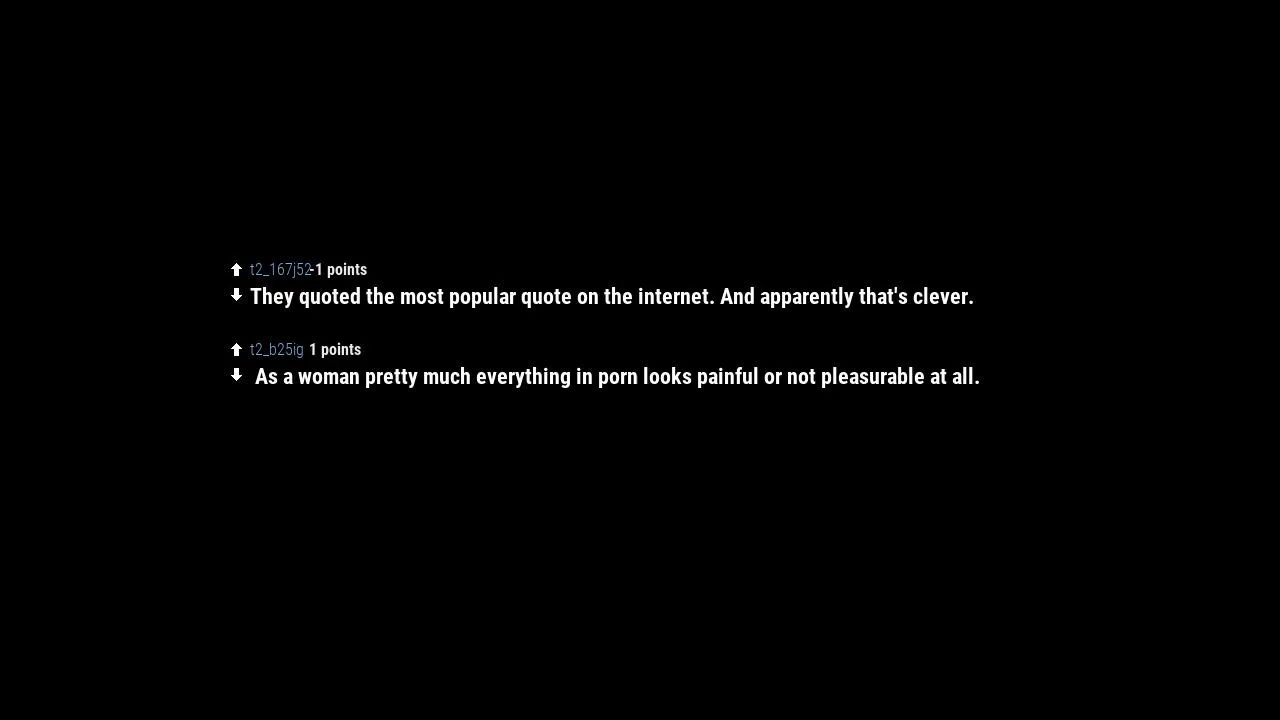 t2_167j52-1 points
They quoted the most popular quote on the internet. And apparently that's clever.
t2_b25ig 1 points
As a woman pretty much everything in porn looks painful or not pleasurable at all.